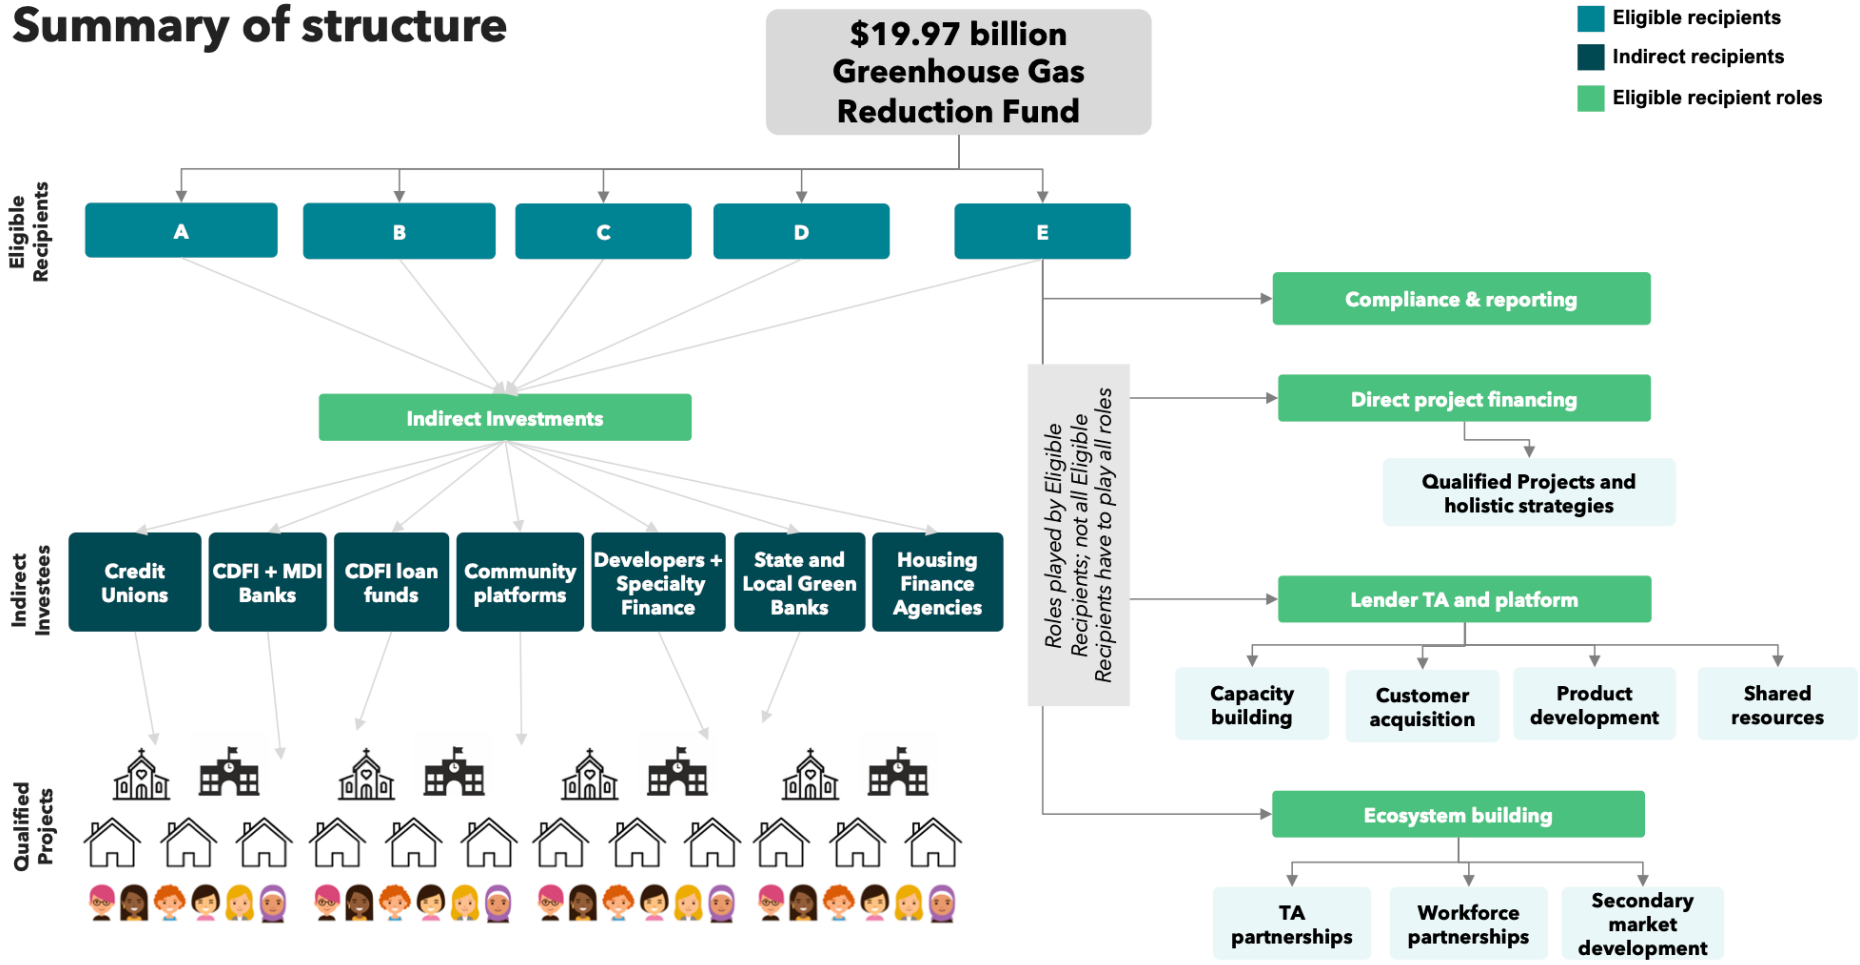 Summary of structure
$19.97 billion
Greenhouse Gas
Reduction Fund
Eligible recipients
Indirect recipients
Eligible recipient roles
Eligible
Recipients
A
B
C
D
E
Compliance & reporting
Indirect Investments
Direct project financing
Qualified Projects and
holistic strategies
Roles played by Eligible
Recipients; not all Eligible
Recipients have to play all roles
Indirect
Investees
Credit
Unions
CDFI + MDI
Banks
CDFI loan
funds
Community
platforms
Developers +
Specialty
Finance
State and
Local Green
Banks
Housing
Finance
Agencies
Lender TA and platform
Capacity
building
Customer
acquisition
Product
development
Shared
resources
Qualified
Projects
Ecosystem building
TA
partnerships
Workforce
partnerships
Secondary
market
development